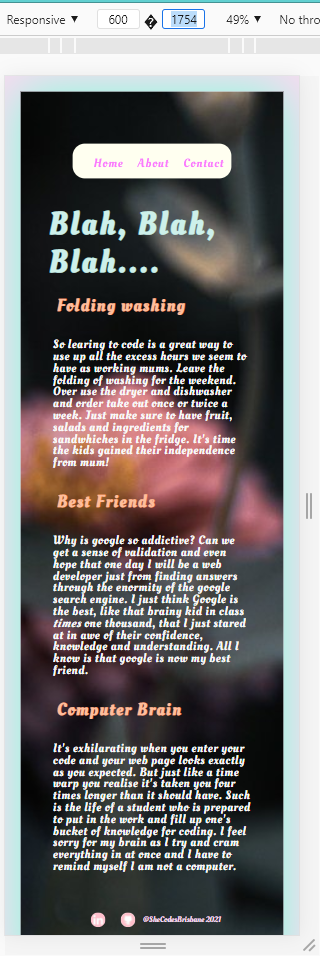 Responsive ▼ 600 � 1754 49% ▼ No thro
Home About Contact
Blah, Blah,
Blah....
Folding washing
So learing to code is a great way to
use up all the excess hours we seem to
have as working mums. Leave the
folding of washing for the weekend.
Over use the dryer and dishwasher
and order take out once or twice a
week. Just make sure to have fruit,
salads and ingredients for
sandwhiches in the fridge. It's time
the kids gained their independence
from mum!
Best Friends
Why is google so addictive? Can we
get a sense of validation and even
hope that one day I will be a web
developer just from finding answers
through the enormity of the google
search engine. I just think Google is
the best, like that brainy kid in class
times one thousand, that I just stared
at in awe of their confidence,
knowledge and understanding. All I
know is that google is now my best
friend.
Computer Brain
It's exhilarating when you enter your
code and your web page looks exactly
as you expected. But just like a time
warp you realise it's taken you four
times longer than it should have. Such
is the life of a student who is prepared
to put in the work and fill up one's
bucket of knowledge for coding. I feel
sorry for my brain as I try and cram
everything in at once and I have to
remind myself I am not a computer.
@SheCodesBrisbane 2021